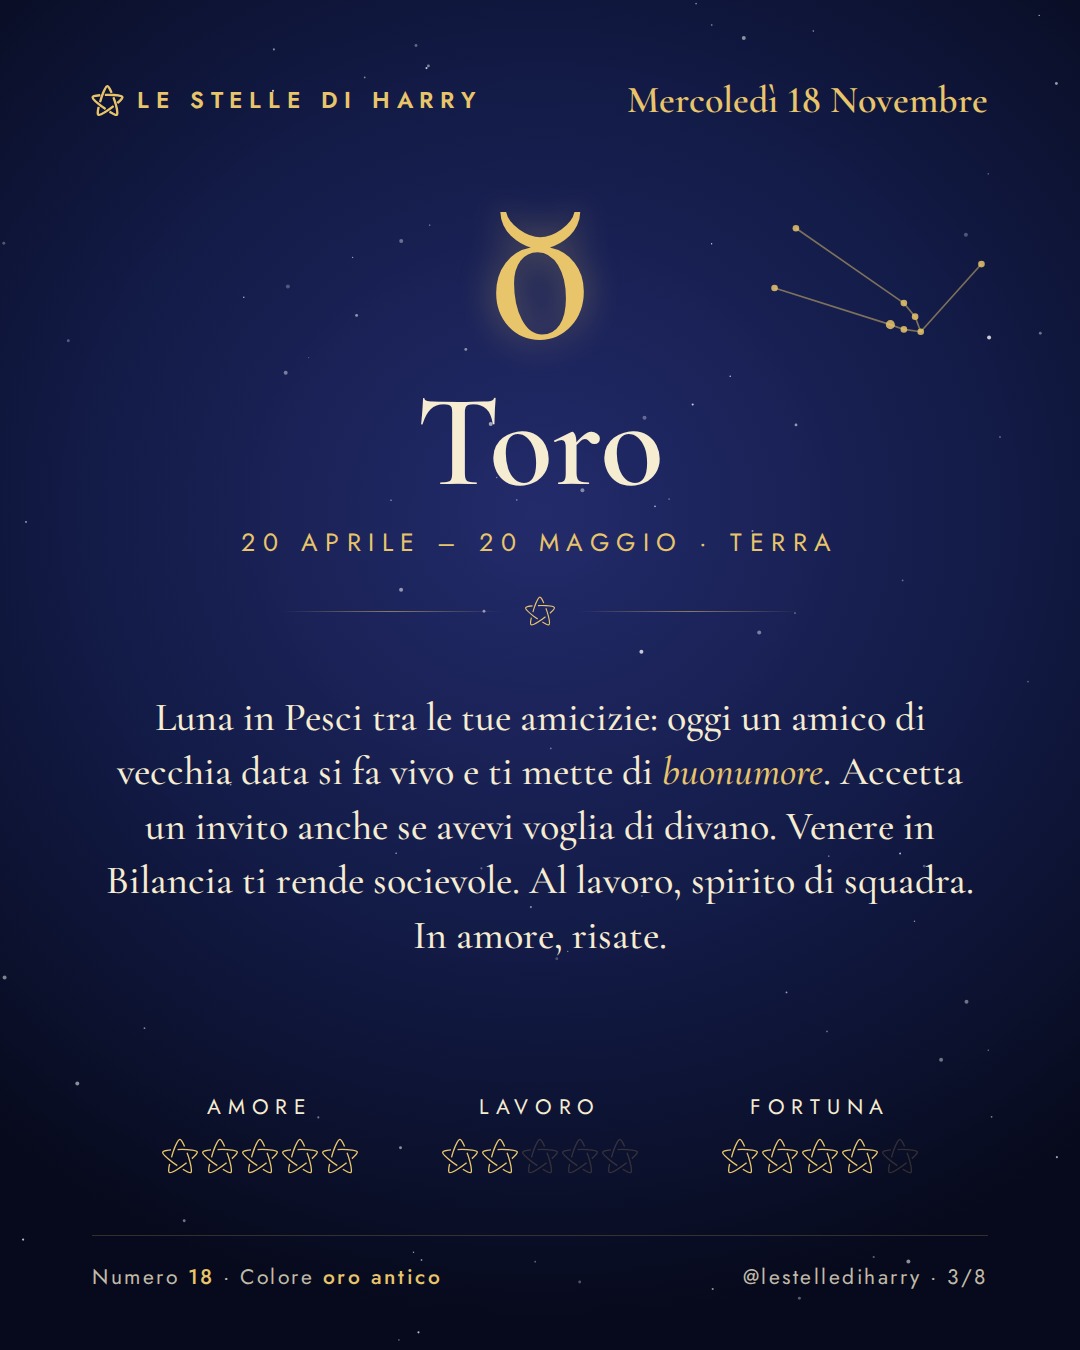 LE STELLE DI HARRY
Mercoledì 18 Novembre
♉
Toro
20 APRILE – 20 MAGGIO · TERRA
Luna in Pesci tra le tue amicizie: oggi un amico di
vecchia data si fa vivo e ti mette di buonumore. Accetta
un invito anche se avevi voglia di divano. Venere in
Bilancia ti rende socievole. Al lavoro, spirito di squadra.
In amore, risate.
AMORE
LAVORO
FORTUNA
Numero 18 · Colore oro antico
@lestellediharry · 3/8